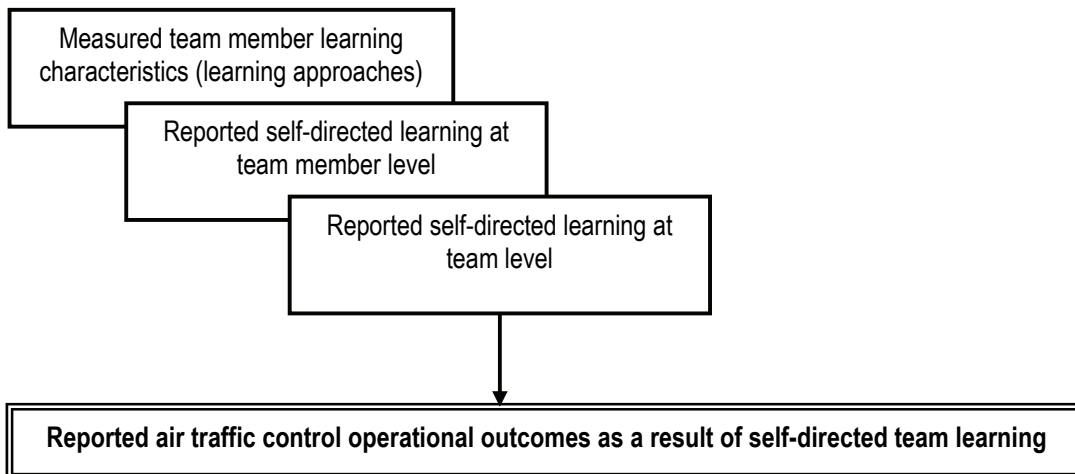 Measured team member learning
characteristics (learning approaches)
Reported self-directed learning at
team member level
Reported self-directed learning at
team level
Reported air traffic control operational outcomes as a result of self-directed team learning